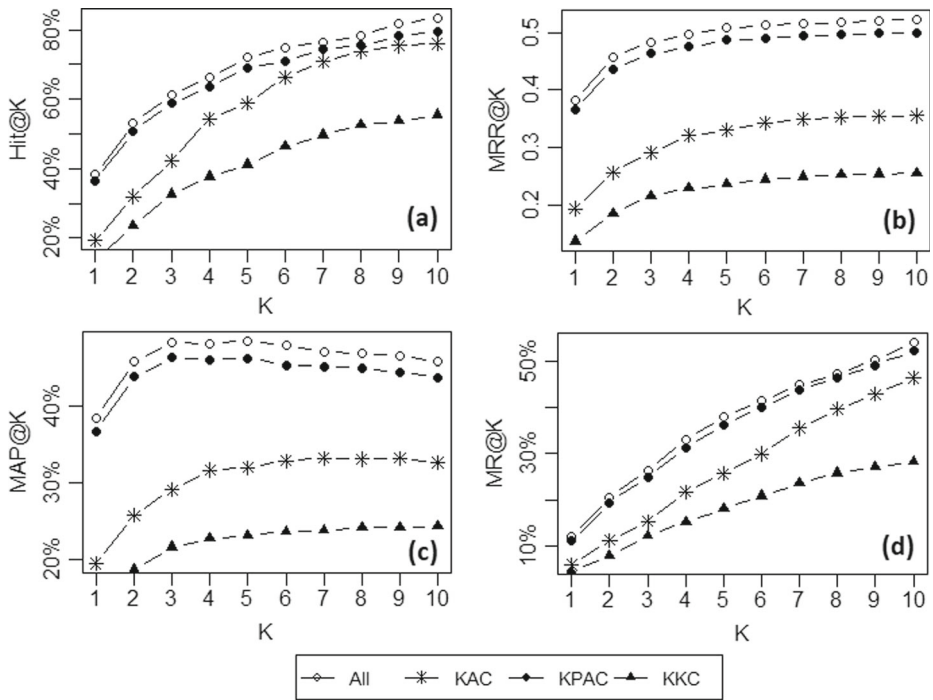 Hit@K
80%
60%
40%
20%
1 2 3 4 5 6 7 8 9 10
K
(a)
MRR@K
0.5
0.4
0.3
0.2
1 2 3 4 5 6 7 8 9 10
K
(b)
MAP@K
40%
30%
20%
1 2 3 4 5 6 7 8 9 10
K
(c)
MR@K
50%
30%
10%
1 2 3 4 5 6 7 8 9 10
K
(d)
All KAC KPAC KKC